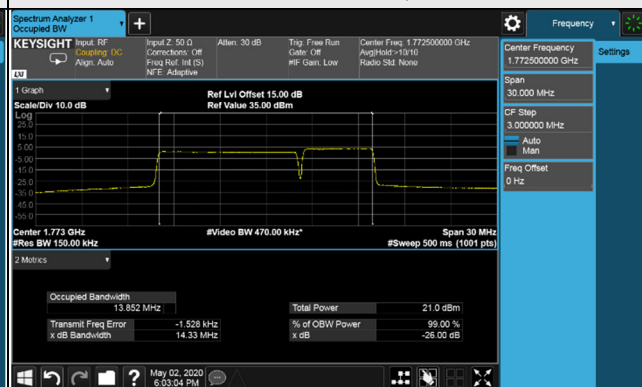 Spectrum Analyzer 1
Occupied BW
Frequency
KEYSIGHT
Input: RF
Coupling: DC
Align: Auto
Input Z: 50 Ω
Corrections: Off
Freq Ref: Int (S)
NFE: Adaptive
Atten: 30 dB
Trig: Free Run
Gate: Off
#IF Gain: Low
Center Freq: 1.772500000 GHz
Avg|Hold:>10/10
Radio Std: None
LXI
Center Frequency
1.772500000 GHz
Settings
Span
30.000 MHz
CF Step
3.000000 MHz
Auto
Man
Freq Offset
0 Hz
1 Graph
Scale/Div 10.0 dB
Ref Lvl Offset 15.00 dB
Ref Value 35.00 dBm
Log
25.0
15.0
5.00
-5.00
-15.0
-25.0
-35.0
-45.0
-55.0
Center 1.773 GHz
#Res BW 150.00 kHz
#Video BW 470.00 kHz*
Span 30 MHz
#Sweep 500 ms (1001 pts)
2 Metrics
Occupied Bandwidth
13.852 MHz
Total Power 21.0 dBm
Transmit Freq Error -1.528 kHz
% of OBW Power 99.00 %
x dB Bandwidth 14.33 MHz
x dB -26.00 dB
May 02, 2020
6:03:04 PM